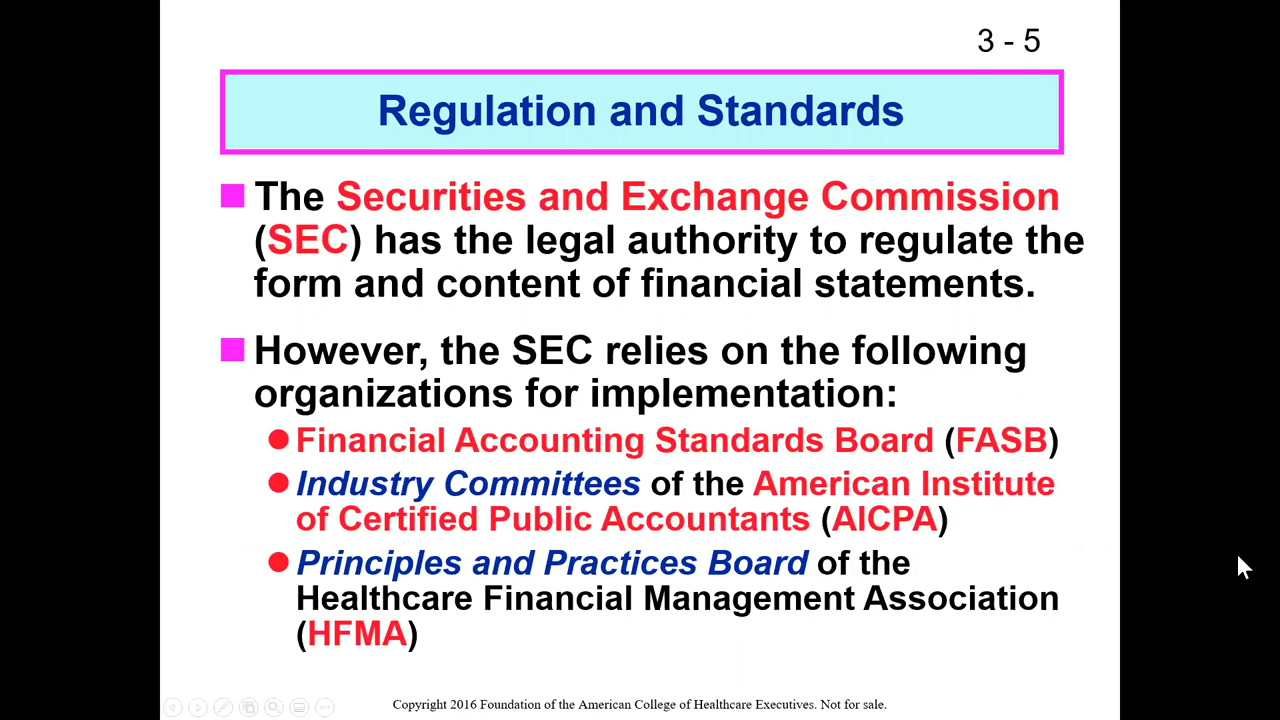 3 - 5
Regulation and Standards
The Securities and Exchange Commission
(SEC) has the legal authority to regulate the
form and content of financial statements.
However, the SEC relies on the following
organizations for implementation:
Financial Accounting Standards Board (FASB)
Industry Committees of the American Institute
of Certified Public Accountants (AICPA)
Principles and Practices Board of the
Healthcare Financial Management Association
(HFMA)
Copyright 2016 Foundation of the American College of Healthcare Executives. Not for sale.